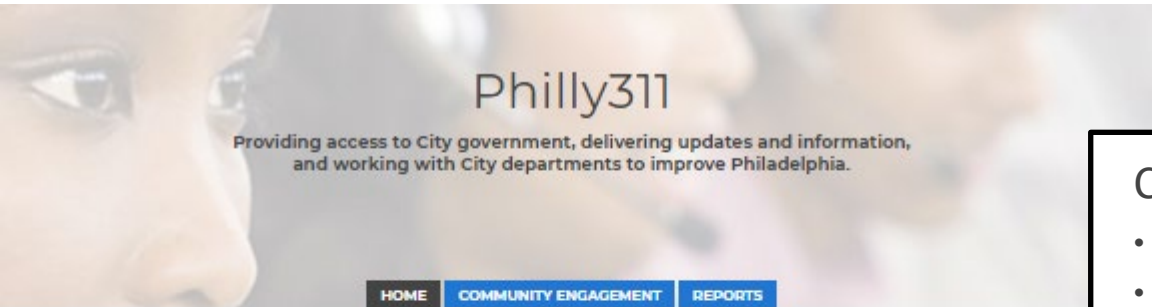 Philly311
Providing access to City government, delivering updates and information,
and working with City departments to improve Philadelphia.
HOME COMMUNITY ENGAGEMENT REPORTS